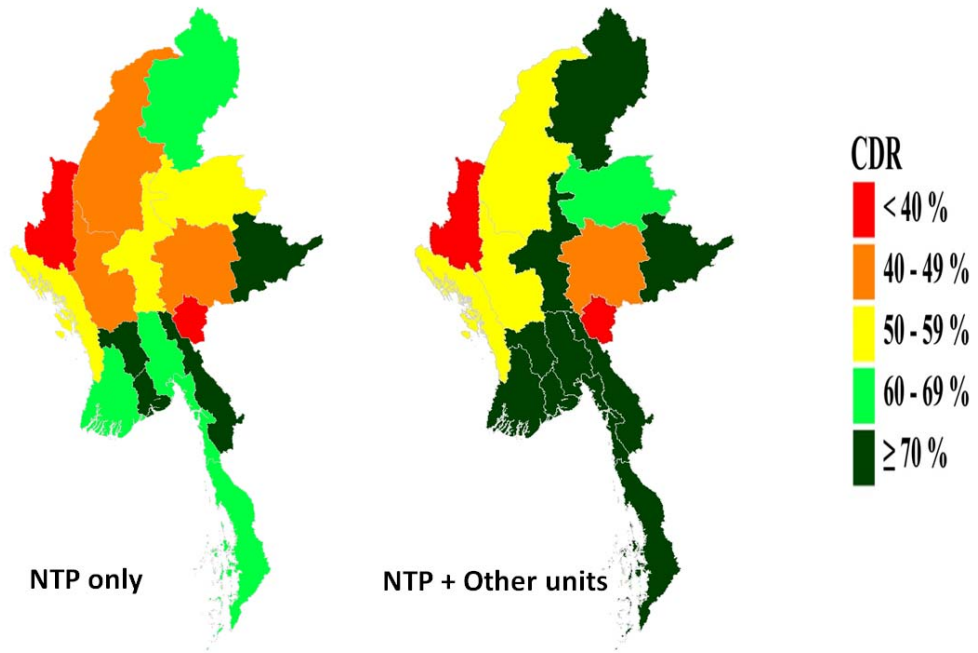 CDR
< 40 %
40 - 49 %
50 - 59 %
60 - 69 %
≥ 70 %
NTP only
NTP + Other units